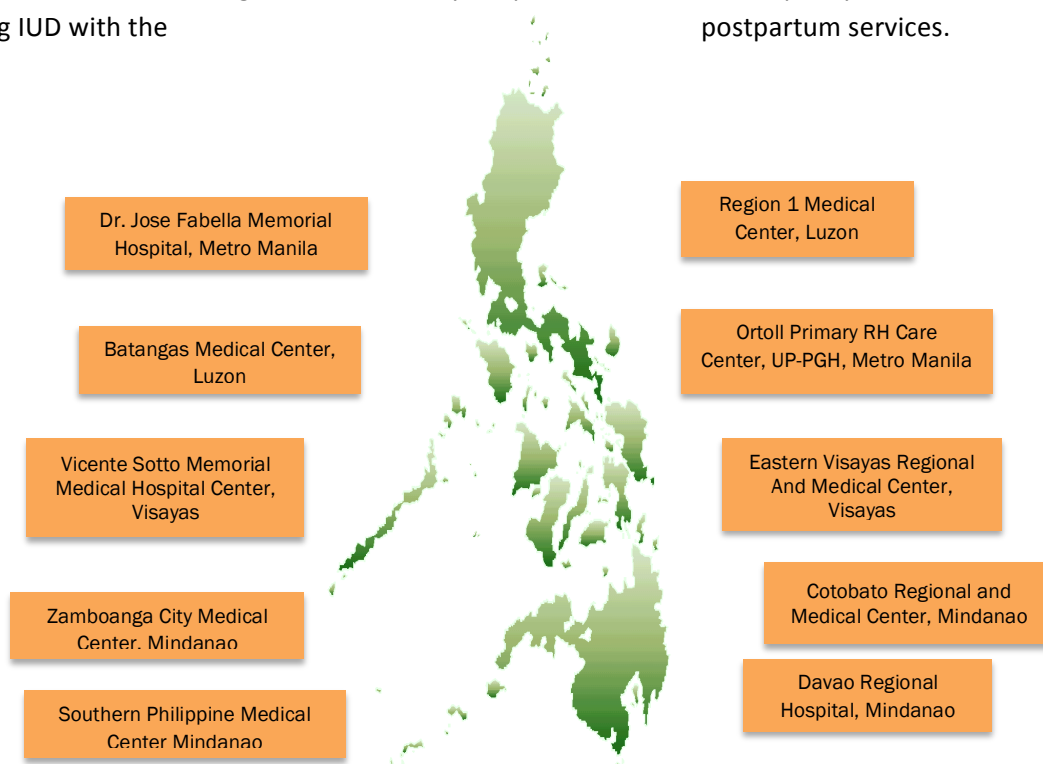 g IUD with the
postpartum services.
Dr. Jose Fabella Memorial
Hospital, Metro Manila
Region 1 Medical
Center, Luzon
Batangas Medical Center,
Luzon
Ortoll Primary RH Care
Center, UP-PGH, Metro Manila
Vicente Sotto Memorial
Medical Hospital Center,
Visayas
Eastern Visayas Regional
And Medical Center,
Visayas
Zamboanga City Medical
Center, Mindanao
Cotobato Regional and
Medical Center, Mindanao
Southern Philippine Medical
Center Mindanao
Davao Regional
Hospital, Mindanao